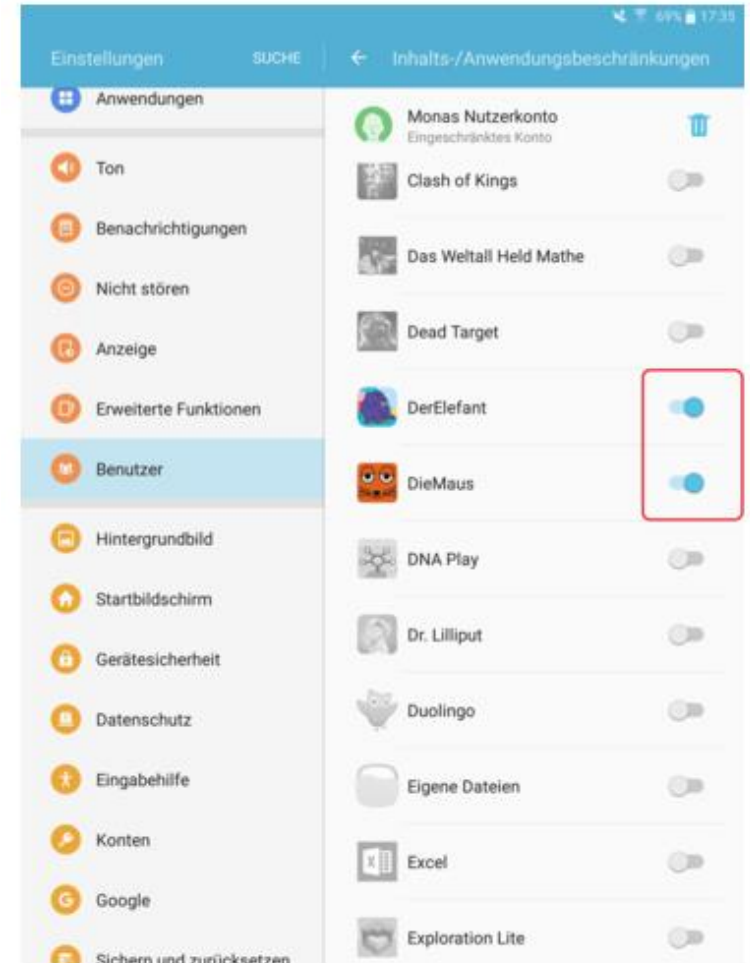 69% 17:35
Einstellungen
SUCHE
Inhalts-/Anwendungsbeschränkungen
Anwendungen
Ton
Benachrichtigungen
Nicht stören
Anzeige
Erweiterte Funktionen
Benutzer
Hintergrundbild
Startbildschirm
Gerätesicherheit
Datenschutz
Eingabehilfe
Konten
Google
Sichern und zurücksetzen
Monas Nutzerkonto
Eingeschränktes Konto
Clash of Kings
Das Weltall Held Mathe
Dead Target
DerElefant
DieMaus
DNA Play
Dr. Lilliput
Duolingo
Eigene Dateien
Excel
Exploration Lite